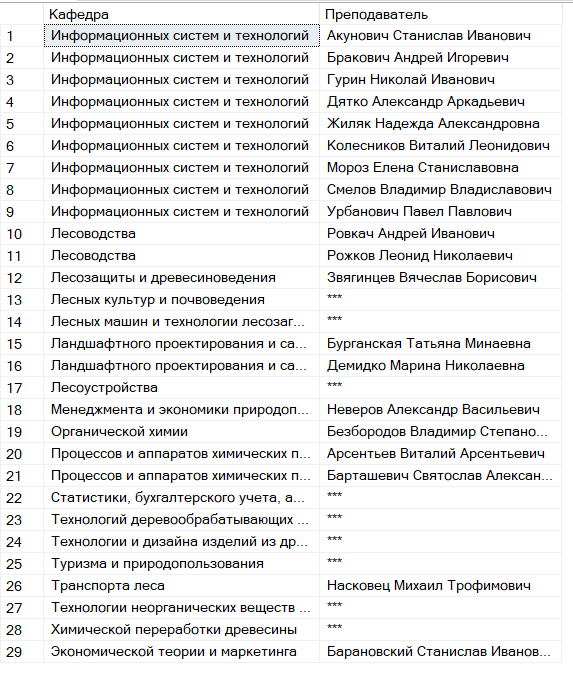 Кафедра Преподаватель
1 Информационных систем и технологий Акунович Станислав Иванович
2 Информационных систем и технологий Бракович Андрей Игоревич
3 Информационных систем и технологий Гурин Николай Иванович
4 Информационных систем и технологий Дятко Александр Аркадьевич
5 Информационных систем и технологий Жиляк Надежда Александровна
6 Информационных систем и технологий Колесников Виталий Леонидович
7 Информационных систем и технологий Мороз Елена Станиславовна
8 Информационных систем и технологий Смелов Владимир Владиславович
9 Информационных систем и технологий Урбанович Павел Павлович
10 Лесоводства Ровкач Андрей Иванович
11 Лесоводства Рожков Леонид Николаевич
12 Лесозащиты и древесиноведения Звягинцев Вячеслав Борисович
13 Лесных культур и почвоведения ***
14 Лесных машин и технологии лесозаг... ***
15 Ландшафтного проектирования и са... Бурганская Татьяна Минаевна
16 Ландшафтного проектирования и са... Демидко Марина Николаевна
17 Лесоустройства ***
18 Менеджмента и экономики природоп... Неверов Александр Васильевич
19 Органической химии Безбородов Владимир Степано...
20 Процессов и аппаратов химических п... Арсентьев Виталий Арсентьевич
21 Процессов и аппаратов химических п... Барташевич Святослав Алексан...
22 Статистики, бухгалтерского учета, а... ***
23 Технологий деревообрабатывающих ... ***
24 Технологии и дизайна изделий из др... ***
25 Туризма и природопользования ***
26 Транспорта леса Насковец Михаил Трофимович
27 Технологии неорганических веществ ... ***
28 Химической переработки древесины ***
29 Экономической теории и маркетинга Барановский Станислав Иванов...